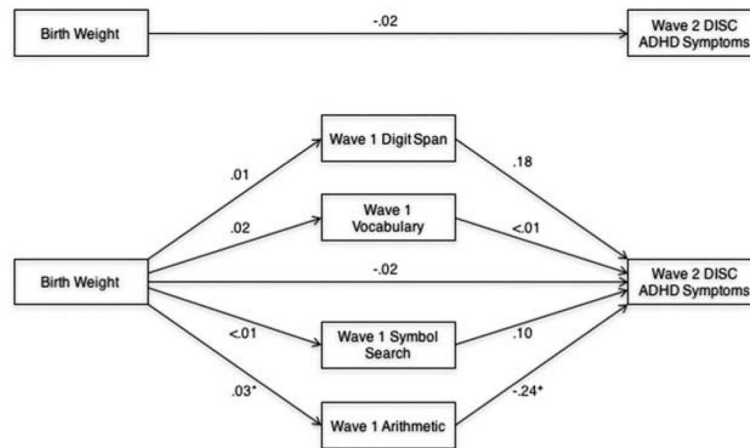 -.02
Birth Weight
Wave 2 DISC
ADHD Symptoms
Wave 1 Digit Span
.01
.18
Wave 1
Vocabulary
.02
<.01
-.02
Birth Weight
Wave 2 DISC
ADHD Symptoms
<.01
Wave 1 Symbol
Search
.10
.03*
-.24*
Wave 1 Arithmetic